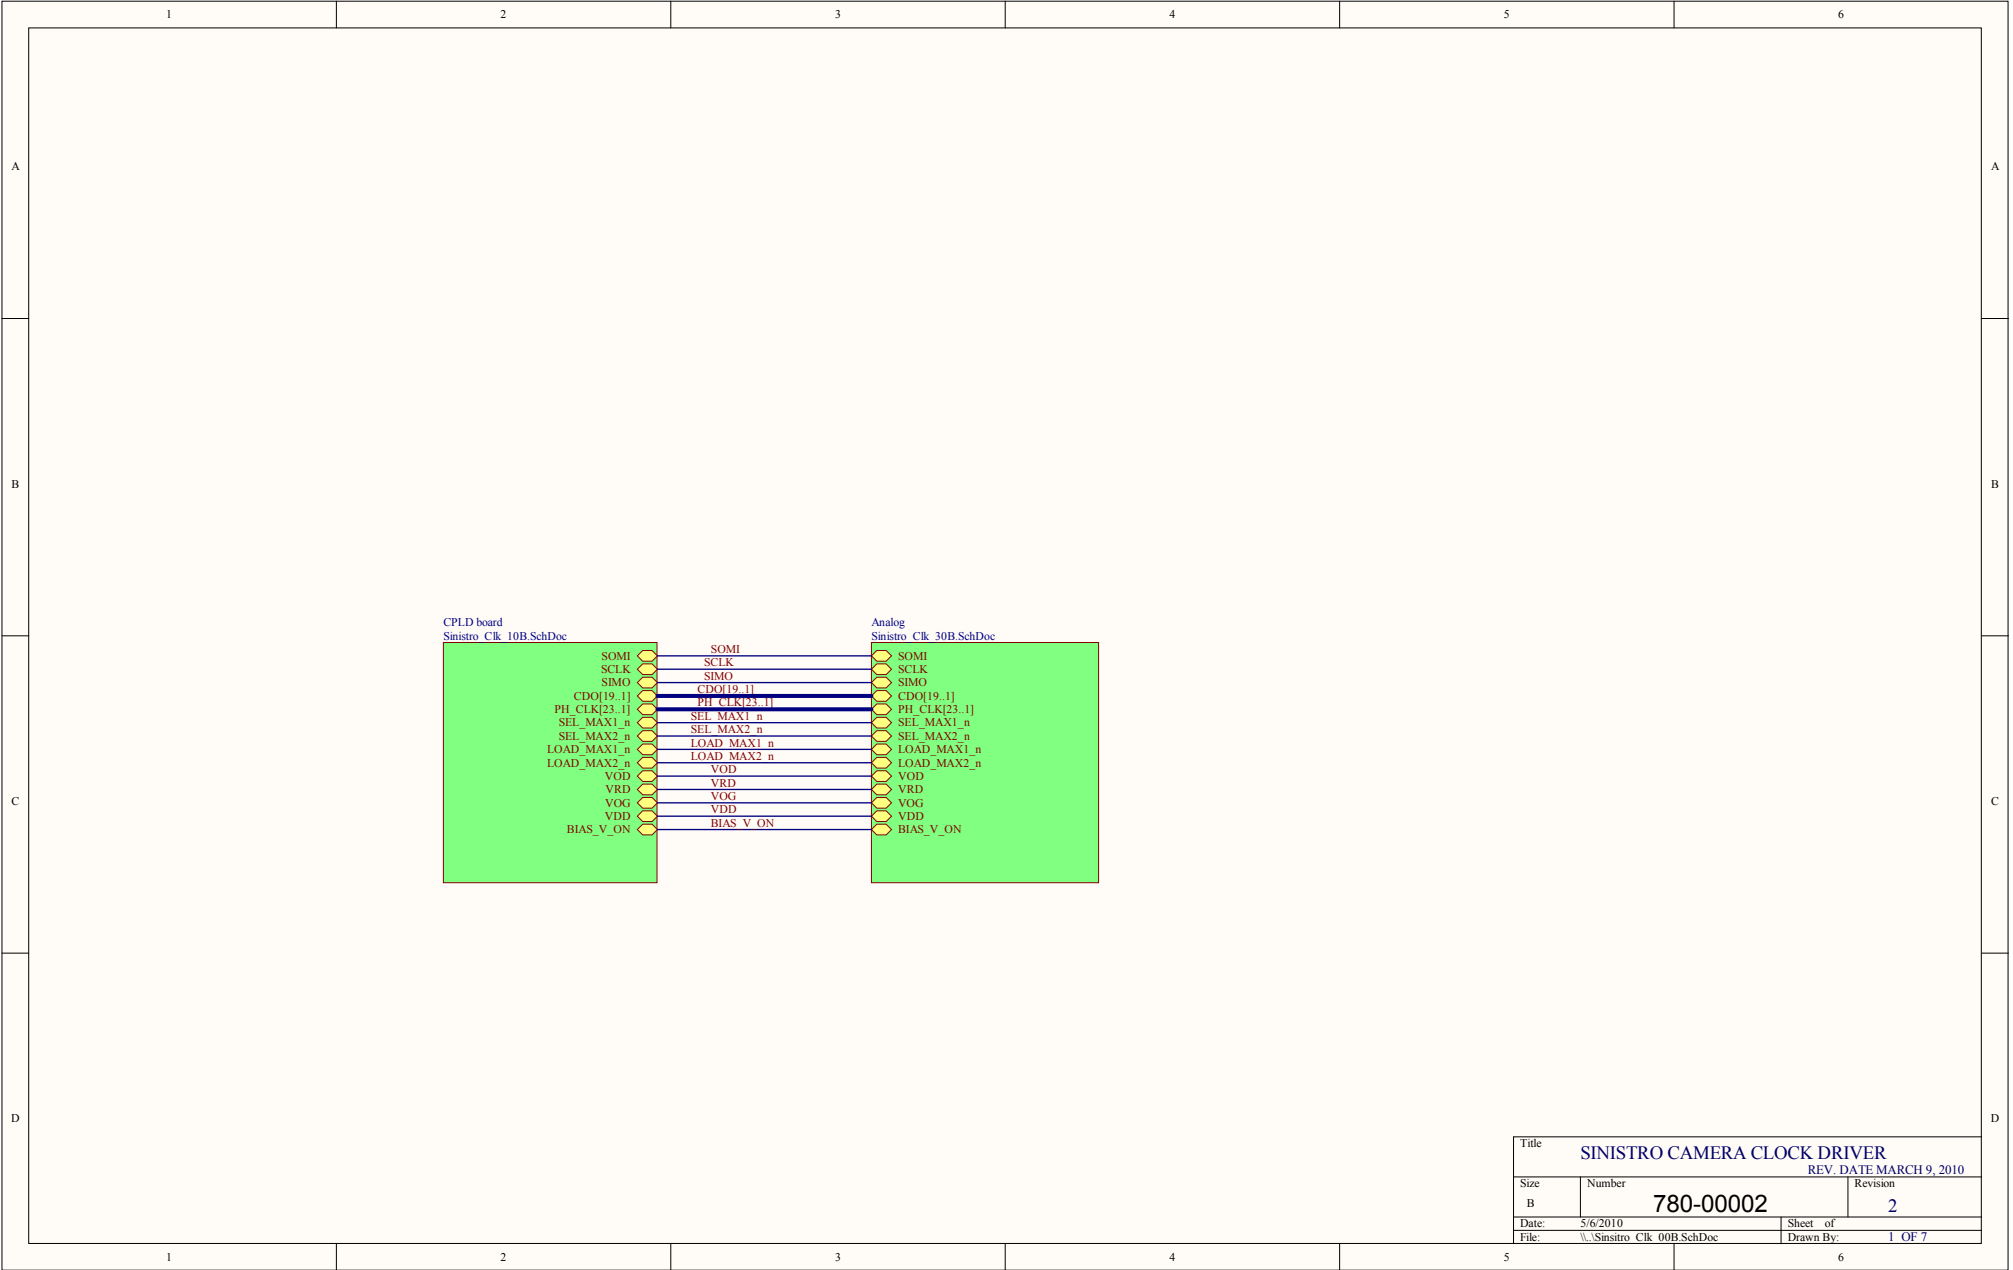 1 2 3 4 5 6
A A
B B
CPLD board
Sinistro_Clk_10B.SchDoc
SOMI
SCLK
SIMO
CDO[19..1]
PH_CLK[23..1]
SEL_MAX1_n
SEL_MAX2_n
LOAD_MAX1_n
LOAD_MAX2_n
VOD
VRD
VOG
VDD
BIAS_V_ON
SOMI
SCLK
SIMO
CDO[19..1]
PH_CLK[23..1]
SEL_MAX1_n
SEL_MAX2_n
LOAD_MAX1_n
LOAD_MAX2_n
VOD
VRD
VOG
VDD
BIAS_V_ON
Analog
Sinistro_Clk_30B.SchDoc
SOMI
SCLK
SIMO
CDO[19..1]
PH_CLK[23..1]
SEL_MAX1_n
SEL_MAX2_n
LOAD_MAX1_n
LOAD_MAX2_n
VOD
VRD
VOG
VDD
BIAS_V_ON
C C
D D
Title
SINISTRO CAMERA CLOCK DRIVER
REV. DATE MARCH 9, 2010
Size Number Revision
B 780-00002 2
Date: 5/6/2010 Sheet of
File: \\..\Sinsitro_Clk_00B.SchDoc Drawn By: 1 OF 7
1 2 3 4 5 6